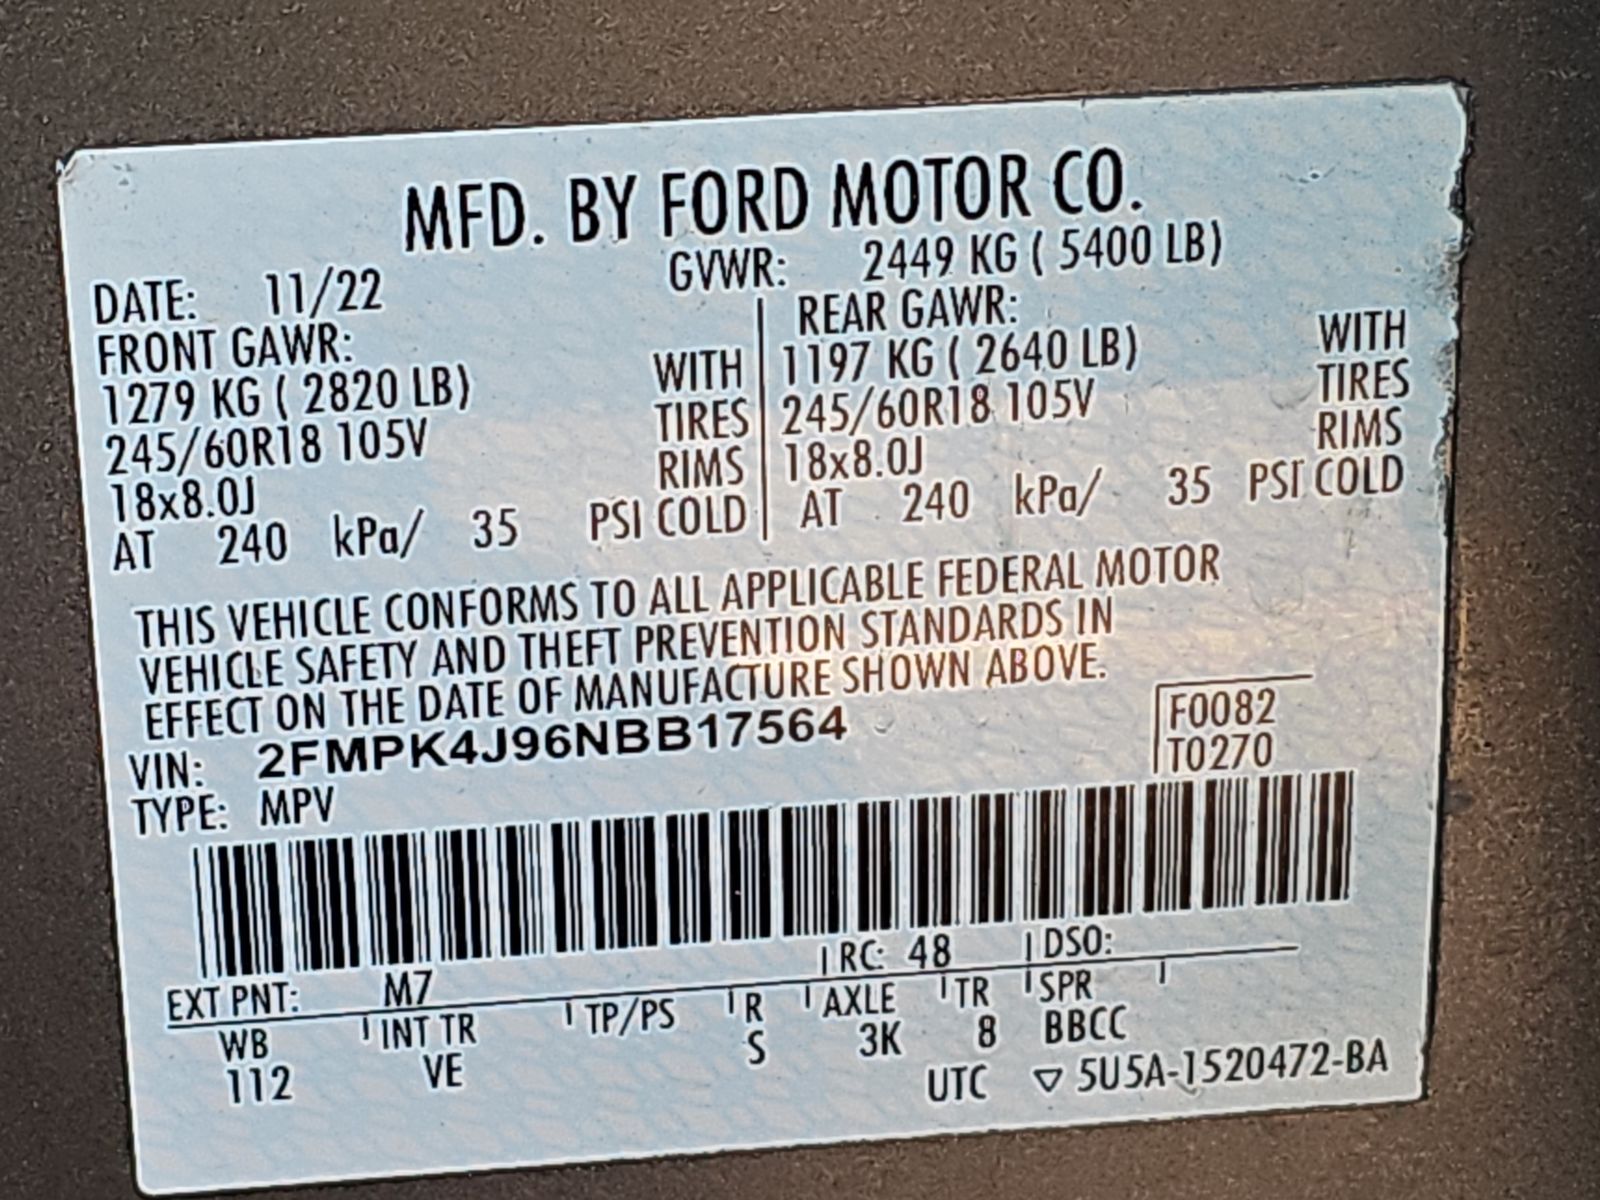 MFD. BY FORD MOTOR CO.
DATE: 11/22 GVWR: 2449 KG ( 5400 LB)
FRONT GAWR: REAR GAWR:
1279 KG ( 2820 LB) WITH 1197 KG ( 2640 LB) WITH
245/60R18 105V TIRES 245/60R18 105V TIRES
18x8.0J RIMS 18x8.0J RIMS
AT 240 kPa/ 35 PSI COLD AT 240 kPa/ 35 PSI COLD
THIS VEHICLE CONFORMS TO ALL APPLICABLE FEDERAL MOTOR
VEHICLE SAFETY AND THEFT PREVENTION STANDARDS IN
EFFECT ON THE DATE OF MANUFACTURE SHOWN ABOVE.
VIN: 2FMPK4J96NBB17564 F0082
TYPE: MPV T0270
EXT PNT: M7 RC: 48 DSO:
WB INT TR TP/PS R AXLE TR SPR
112 VE S 3K 8 BBCC
UTC ▽ 5U5A-1520472-BA